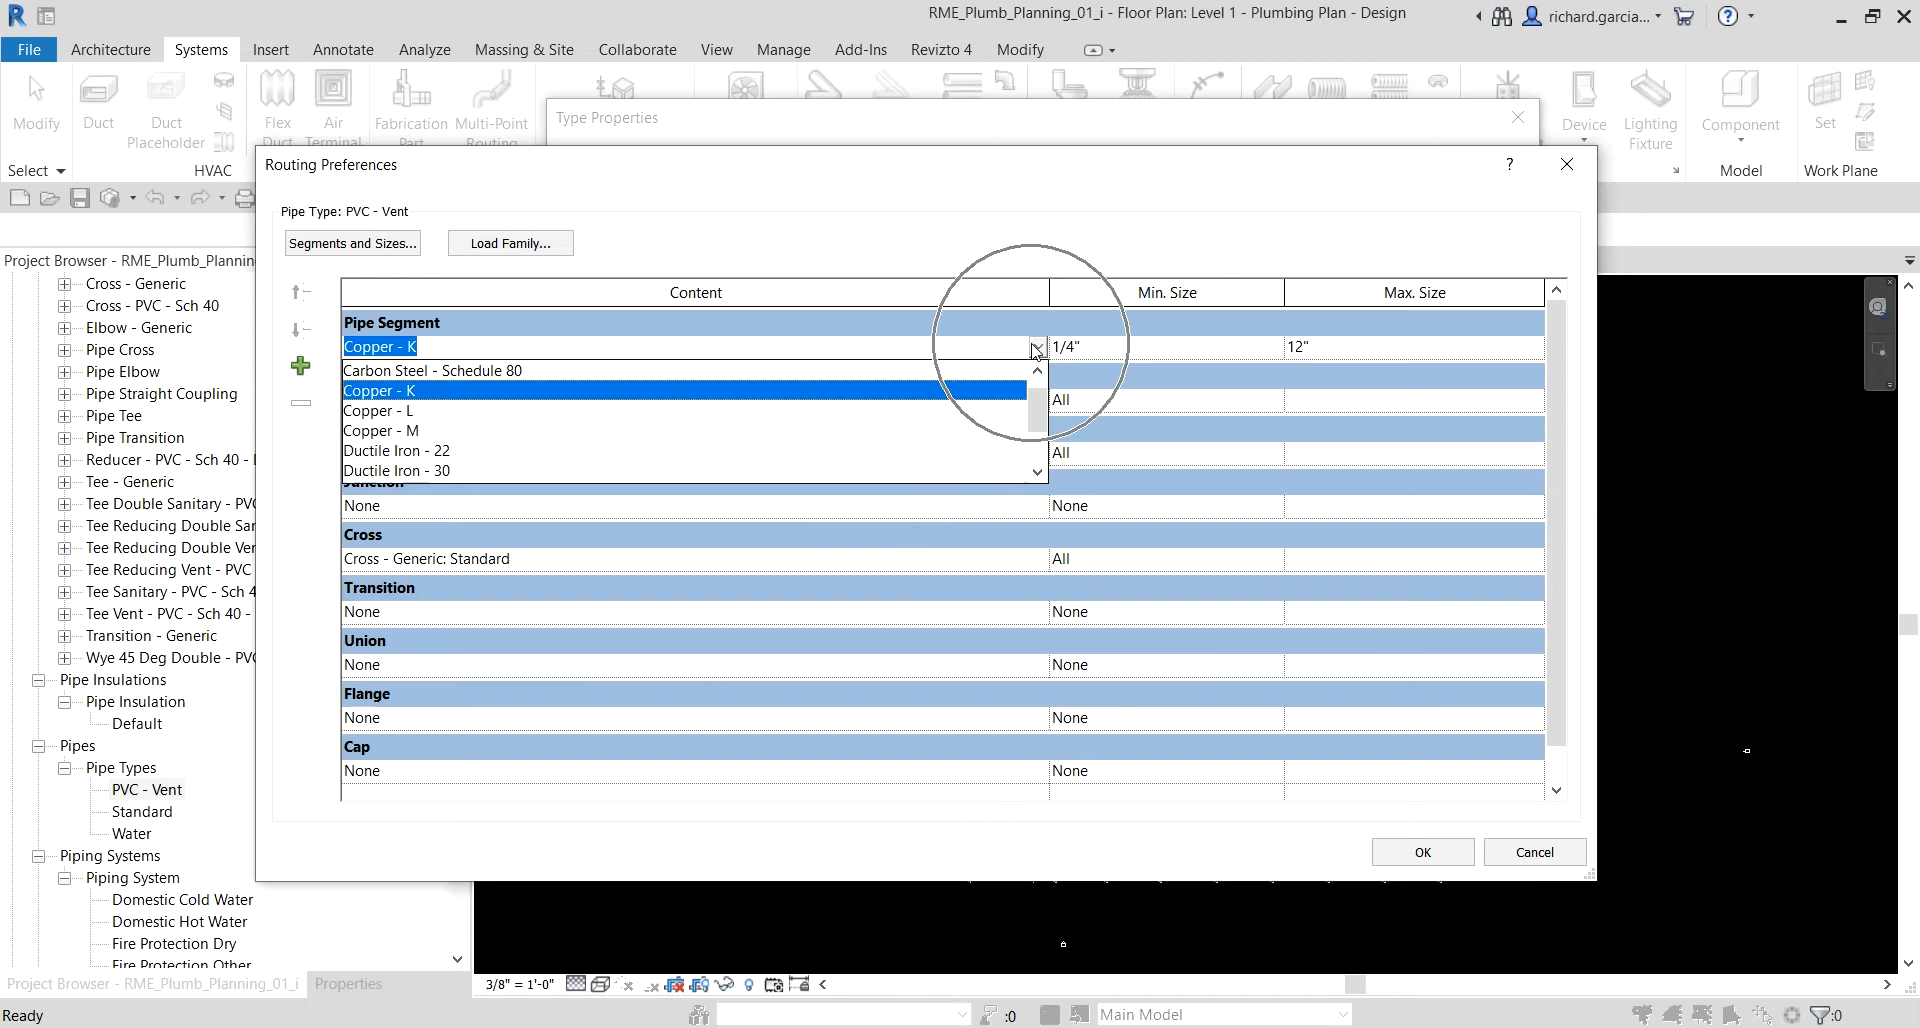 RME_Plumb_Planning_01_i - Floor Plan: Level 1 - Plumbing Plan - Design
richard.garcia...
File Architecture Systems Insert Annotate Analyze Massing & Site Collaborate View Manage Add-Ins Revizto 4 Modify
Modify Duct Duct Placeholder Flex Duct Air Terminal Fabrication Part Multi-Point Routing Device Lighting Fixture Component Set
Select HVAC Model Work Plane
Type Properties
Routing Preferences
?
Pipe Type: PVC - Vent
Segments and Sizes... Load Family...
Content Min. Size Max. Size
Pipe Segment
Copper - K 1/4" 12"
Carbon Steel - Schedule 80
Copper - K
Copper - L
All
Copper - M
Ductile Iron - 22
All
Ductile Iron - 30
Junction
None None
Cross
Cross - Generic: Standard All
Transition
None None
Union
None None
Flange
None None
Cap
None None
OK Cancel
Project Browser - RME_Plumb_Plannin
Cross - Generic
Cross - PVC - Sch 40
Elbow - Generic
Pipe Cross
Pipe Elbow
Pipe Straight Coupling
Pipe Tee
Pipe Transition
Reducer - PVC - Sch 40 -
Tee - Generic
Tee Double Sanitary - PV
Tee Reducing Double Sa
Tee Reducing Double Ve
Tee Reducing Vent - PVC
Tee Sanitary - PVC - Sch 4
Tee Vent - PVC - Sch 40 -
Transition - Generic
Wye 45 Deg Double - PV
Pipe Insulations
Pipe Insulation
Default
Pipes
Pipe Types
PVC - Vent
Standard
Water
Piping Systems
Piping System
Domestic Cold Water
Domestic Hot Water
Fire Protection Dry
Fire Protection Other
Project Browser - RME_Plumb_Planning_01_i Properties
3/8" = 1'-0"
Ready :0 Main Model :0